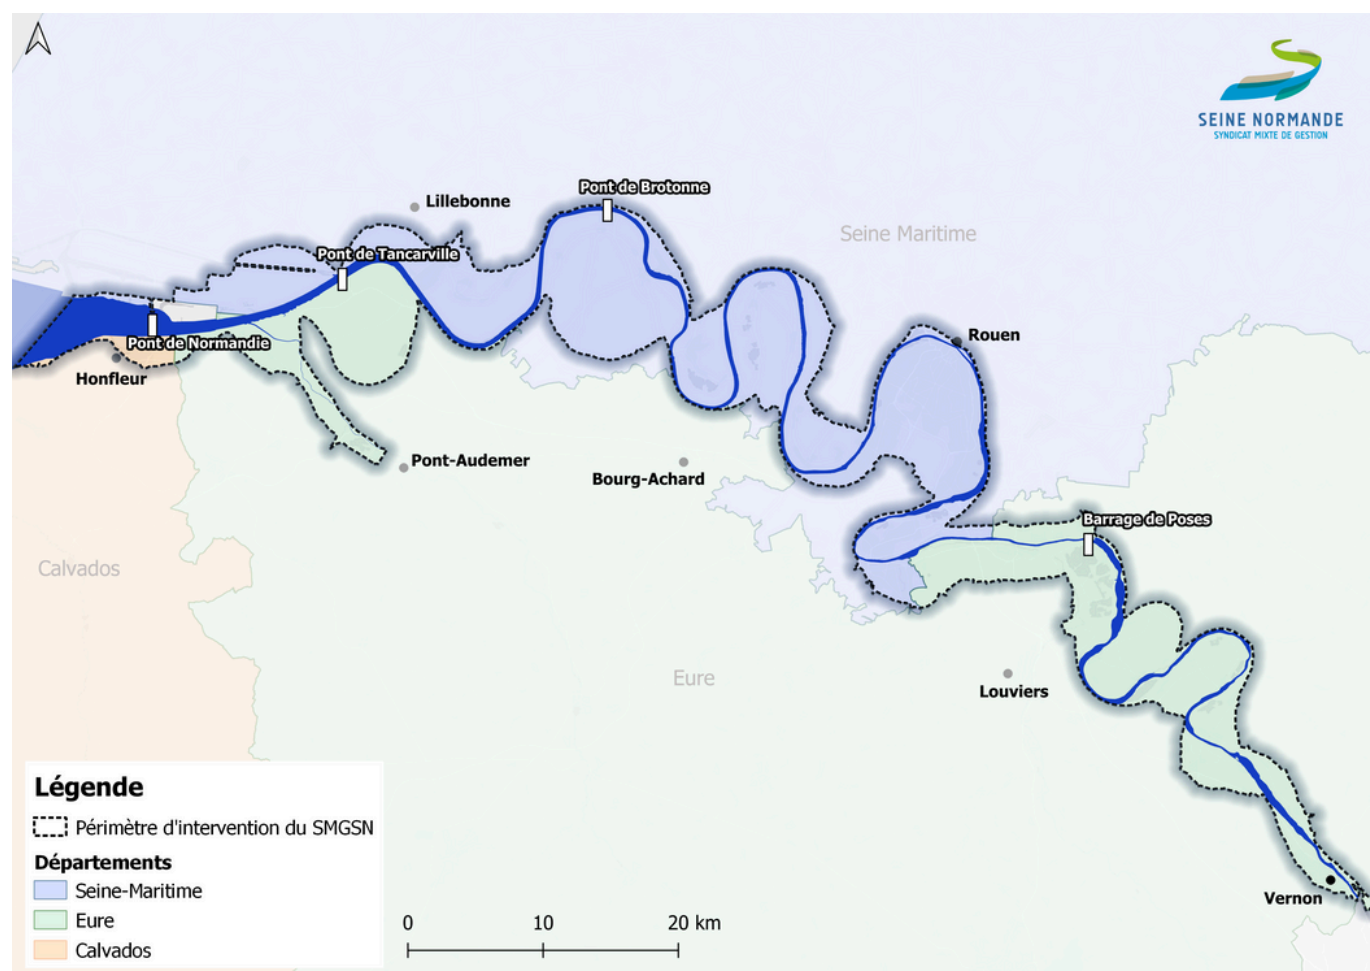 SEINE NORMANDE
SYNDICAT MIXTE DE GESTION
Pont de Brotonne
Lillebonne
Seine Maritime
Pont de Tancarville
Rouen
Pont de Normandie
Honfleur
Pont-Audemer
Bourg-Achard
Barrage de Poses
Calvados
Eure
Louviers
Vernon
Légende
Périmètre d'intervention du SMGSN
Départements
Seine-Maritime
Eure
Calvados
0 10 20 km